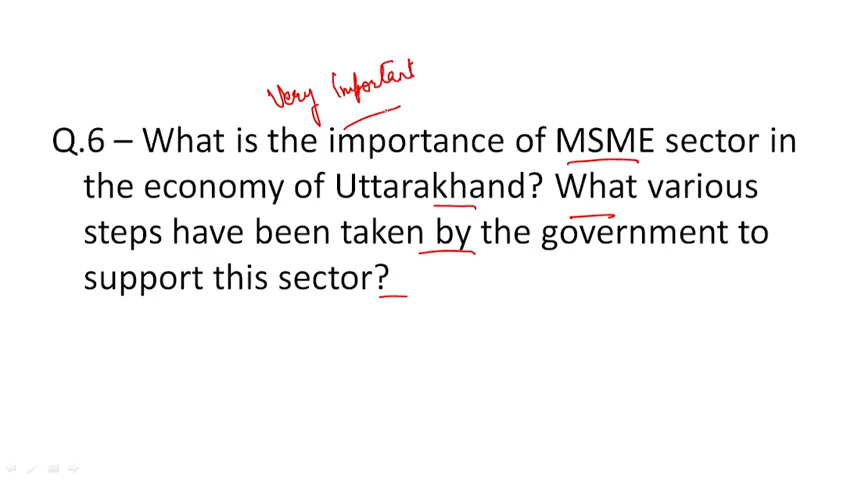 Very Important
Q.6 – What is the importance of MSME sector in
the economy of Uttarakhand? What various
steps have been taken by the government to
support this sector?